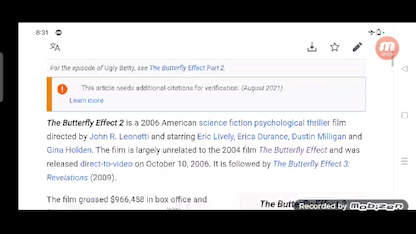 8:31
For the episode of Ugly Betty, see The Butterfly Effect Part 2.
This article needs additional citations for verification. (August 2021)
Learn more
The Butterfly Effect 2 is a 2006 American science fiction psychological thriller film
directed by John R. Leonetti and starring Eric Lively, Erica Durance, Dustin Milligan and
Gina Holden. The film is largely unrelated to the 2004 film The Butterfly Effect and was
released direct-to-video on October 10, 2006. It is followed by The Butterfly Effect 3:
Revelations (2009).
The film grossed $966,458 in box office and
The Butt
Recorded by Mobizen